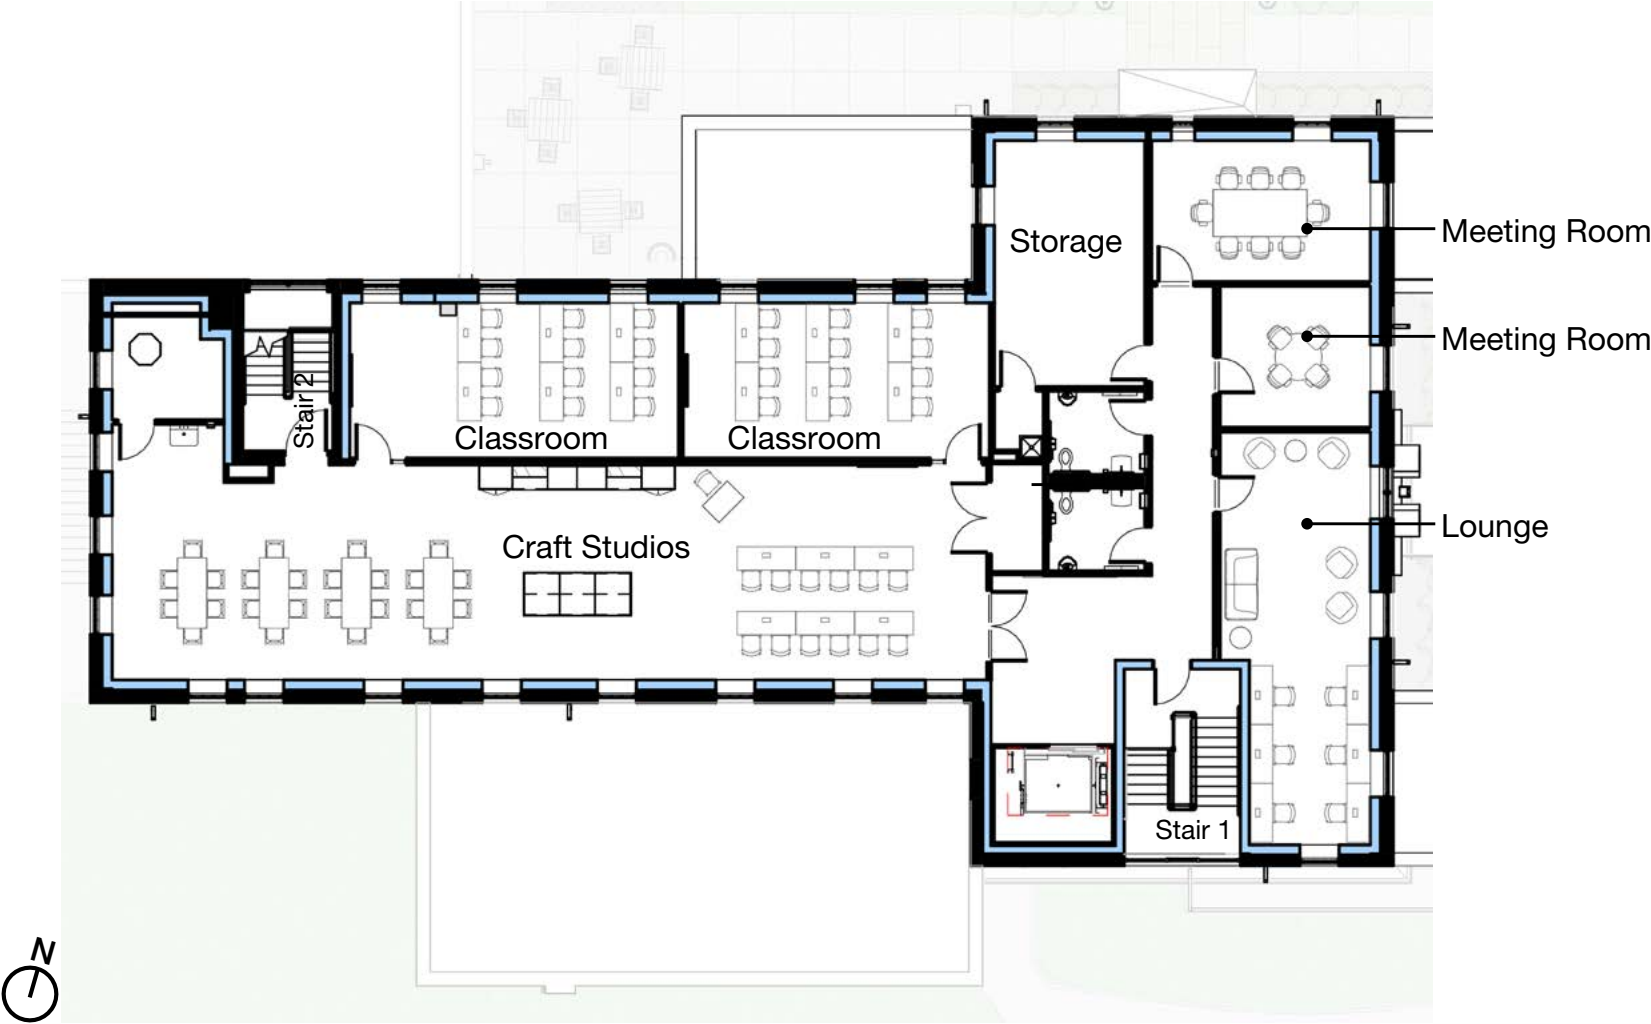 Storage
Meeting Room
Meeting Room
Stair 2
Classroom
Classroom
Craft Studios
Lounge
Stair 1
N